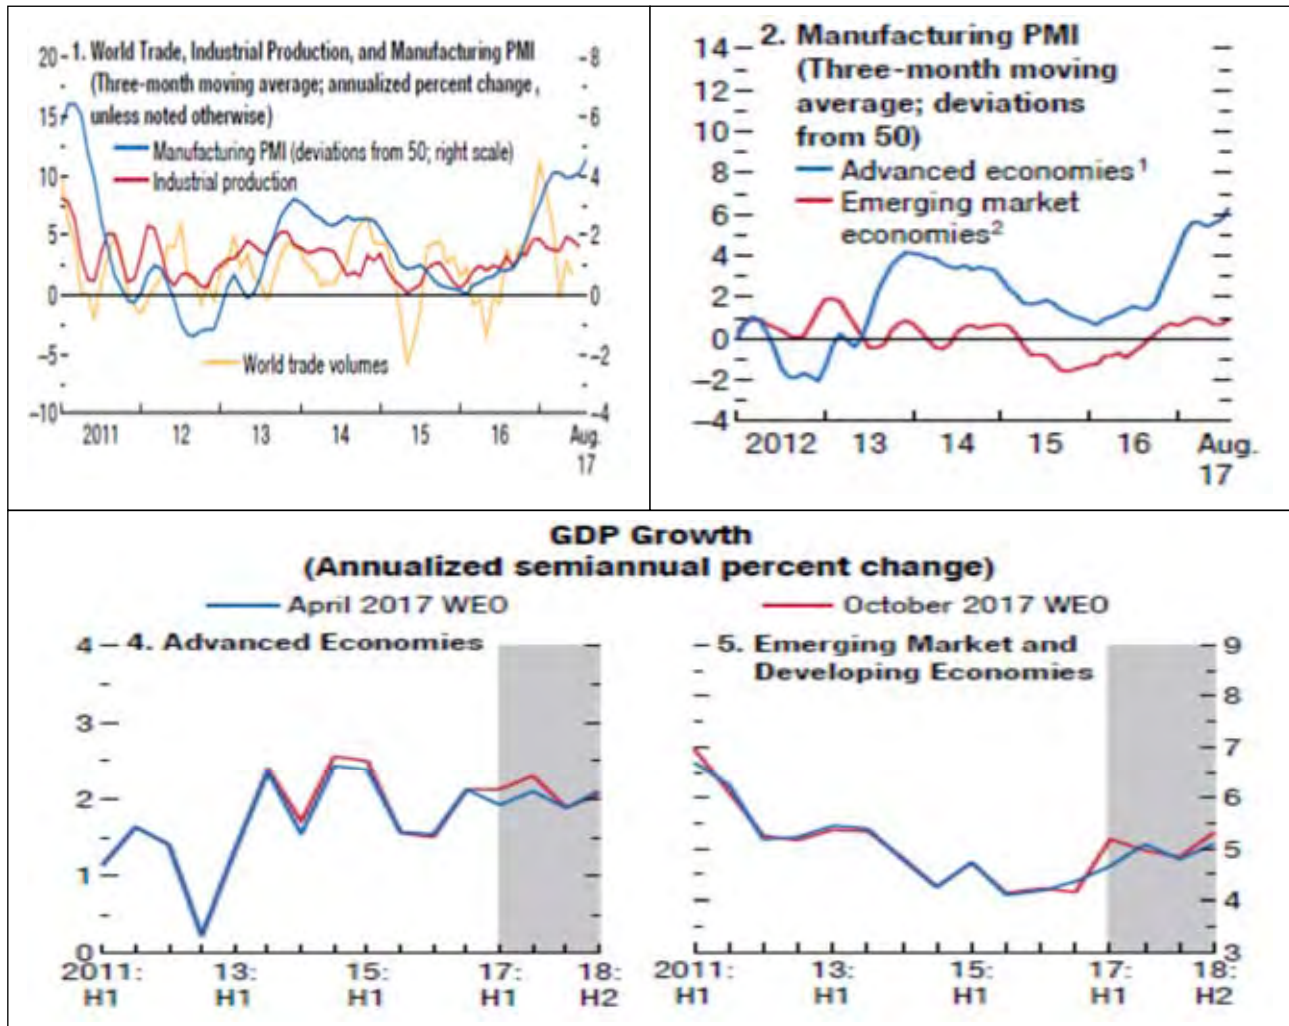 1. World Trade, Industrial Production, and Manufacturing PMI
(Three-month moving average; annualized percent change,
unless noted otherwise)
Manufacturing PMI (deviations from 50; right scale)
Industrial production
World trade volumes
20
15
10
5
0
–5
–10
8
6
4
2
0
–2
–4
2011 12 13 14 15 16 Aug.
17
2. Manufacturing PMI
(Three-month moving
average; deviations
from 50)
Advanced economies¹
Emerging market
economies²
14
12
10
8
6
4
2
0
–2
–4
2012 13 14 15 16 Aug.
17
GDP Growth
(Annualized semiannual percent change)
April 2017 WEO October 2017 WEO
4. Advanced Economies
4
3
2
1
0
2011: 13: 15: 17: 18:
H1 H1 H1 H1 H2
5. Emerging Market and
Developing Economies
9
8
7
6
5
4
3
2011: 13: 15: 17: 18:
H1 H1 H1 H1 H2